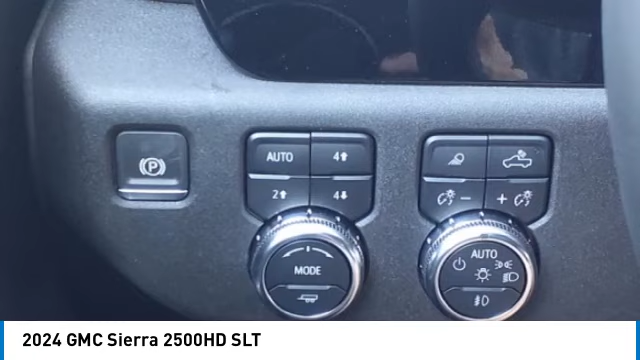 P
AUTO 4⬆
2⬆ 4⬇
MODE
AUTO
2024 GMC Sierra 2500HD SLT